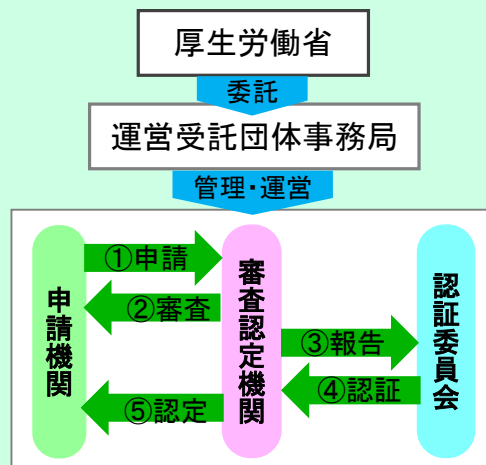 厚生労働省
委託
運営受託団体事務局
管理・運営
①申請
②審査
③報告
④認証
⑤認定
申請機関
審査認定機関
認証委員会